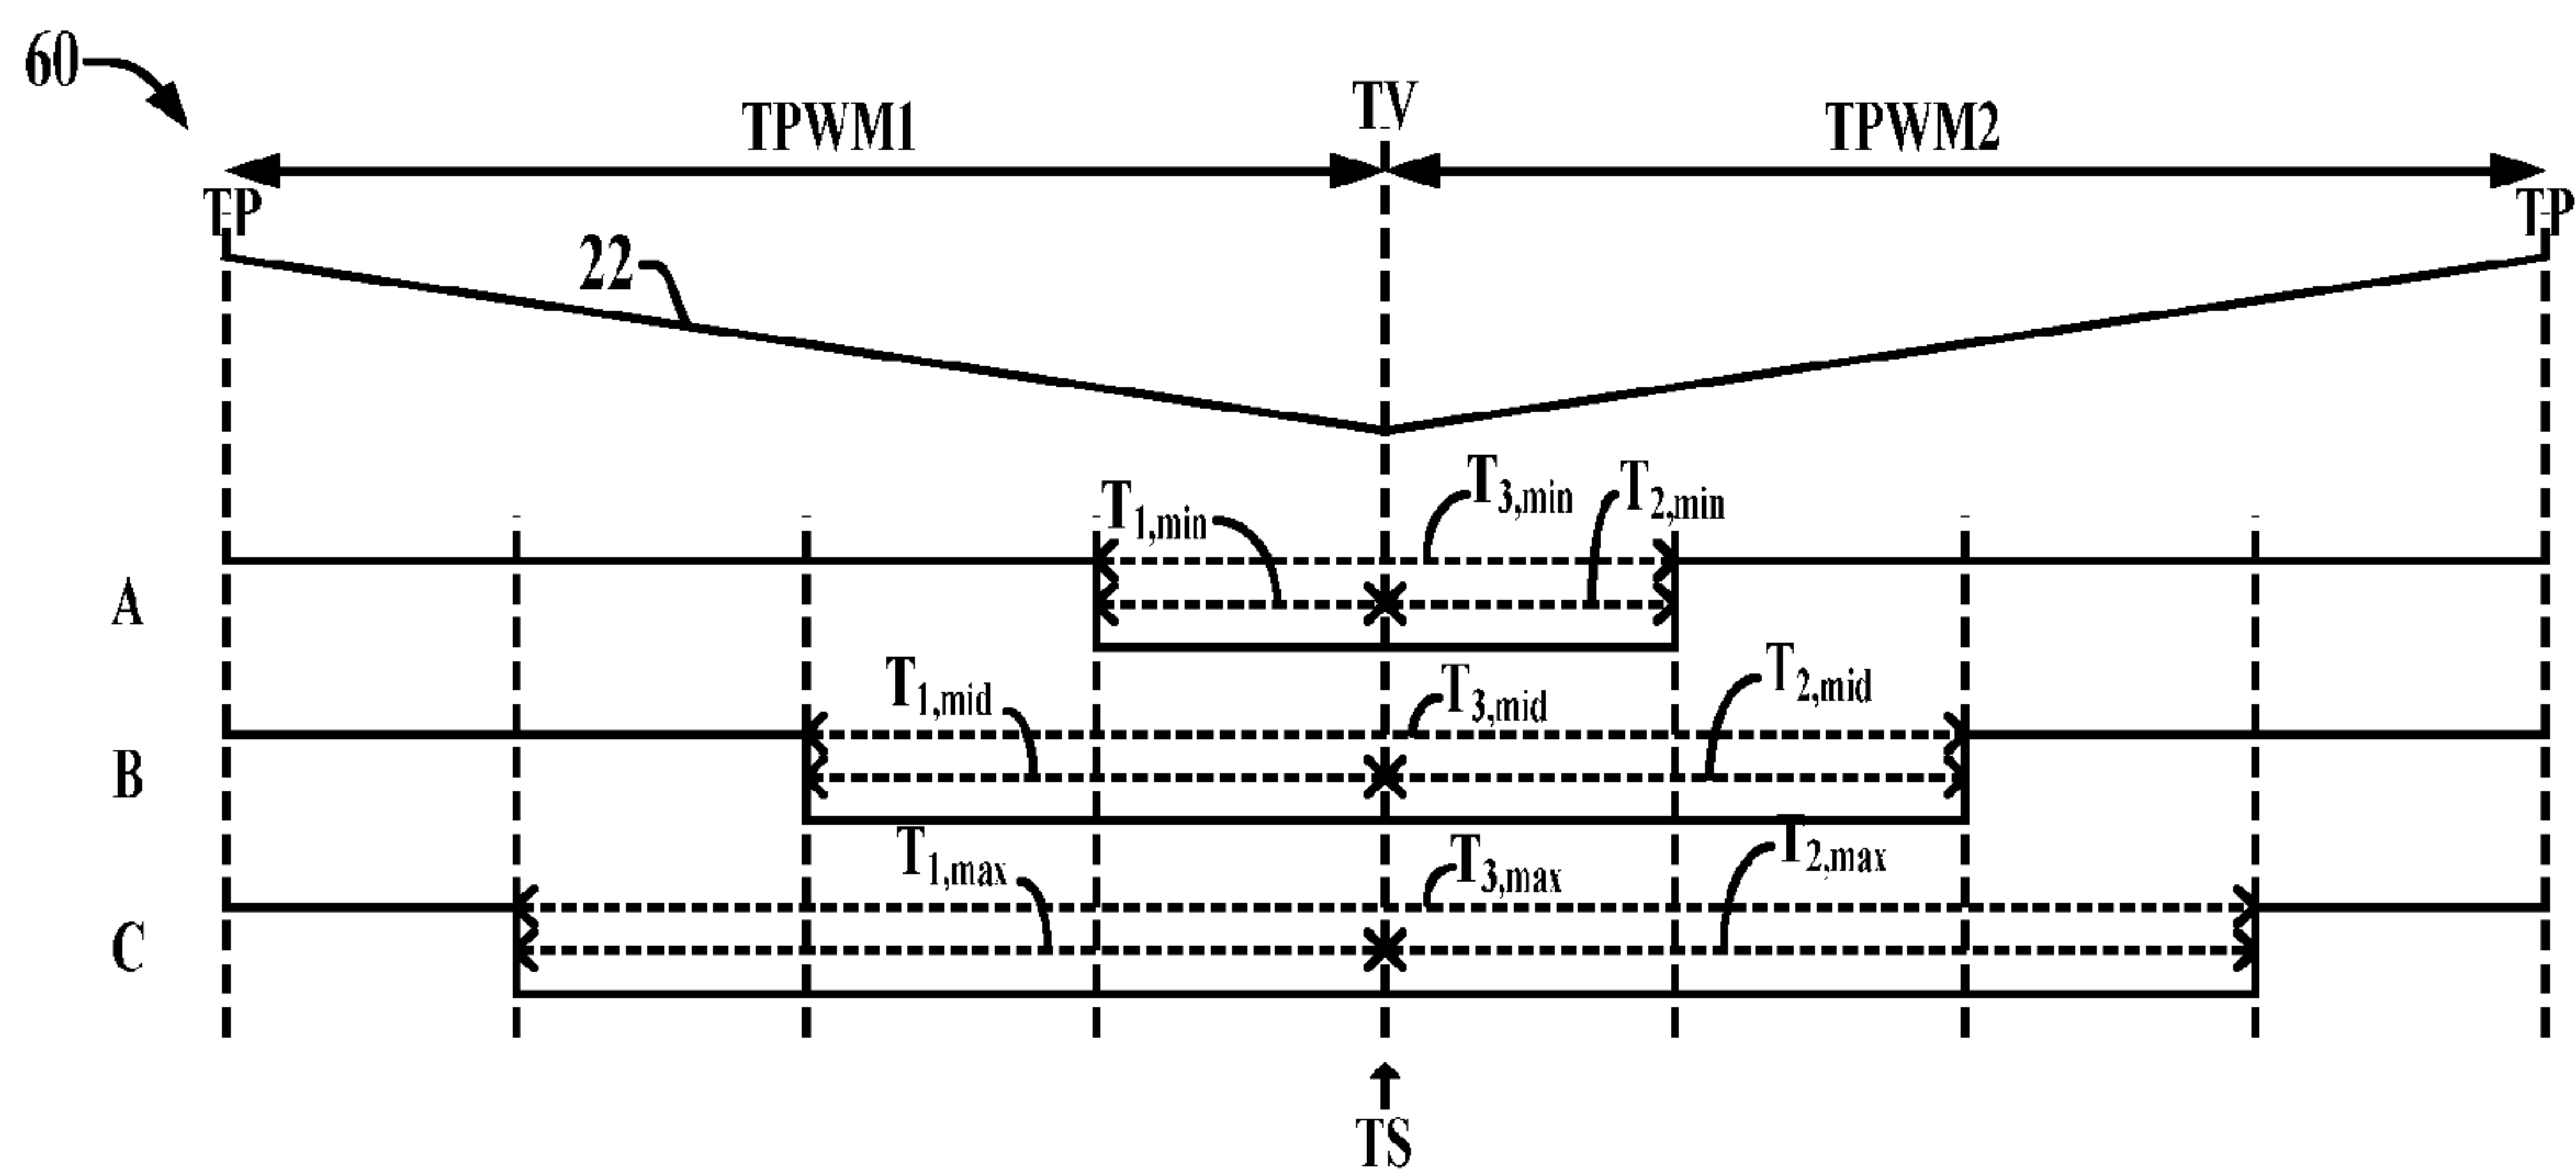 60
TPWM1 TV TPWM2
TP TP
22
T1,min T3,min T2,min
A
T1,mid T3,mid T2,mid
B
T1,max T3,max T2,max
C
TS